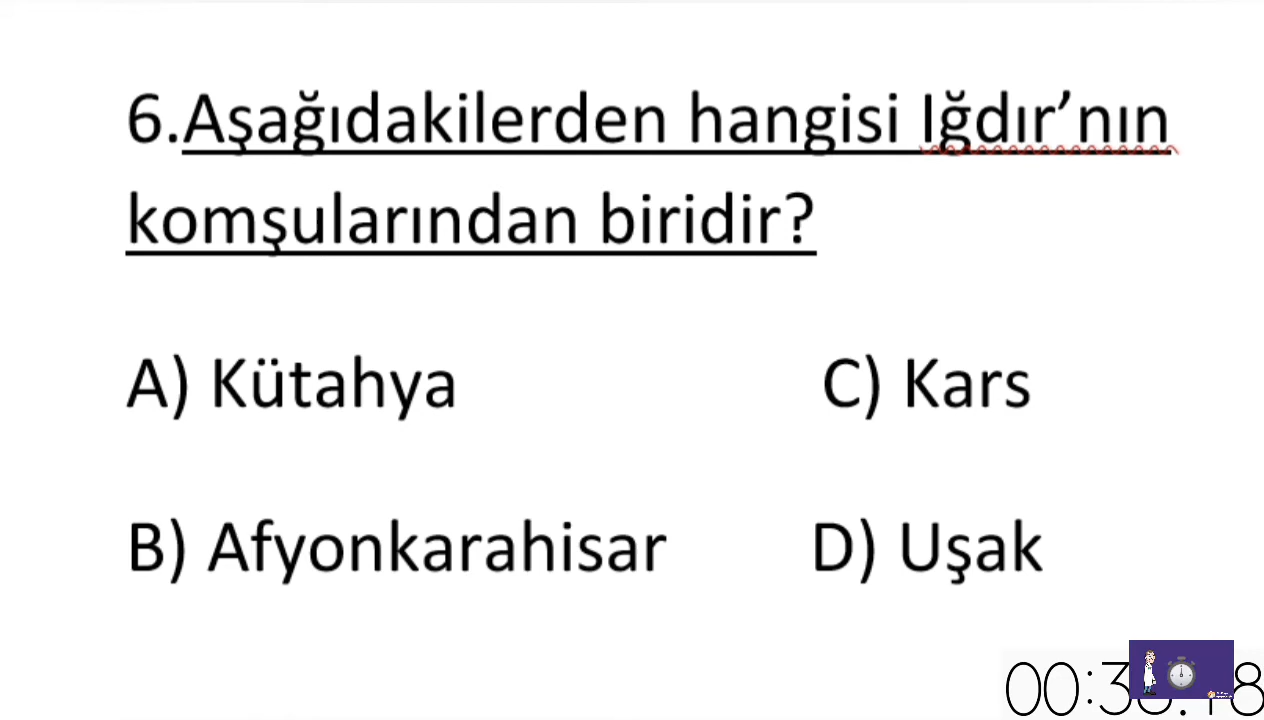 6.Aşağıdakilerden hangisi Iğdır’nın
komşularından biridir?
A) Kütahya C) Kars
B) Afyonkarahisar D) Uşak